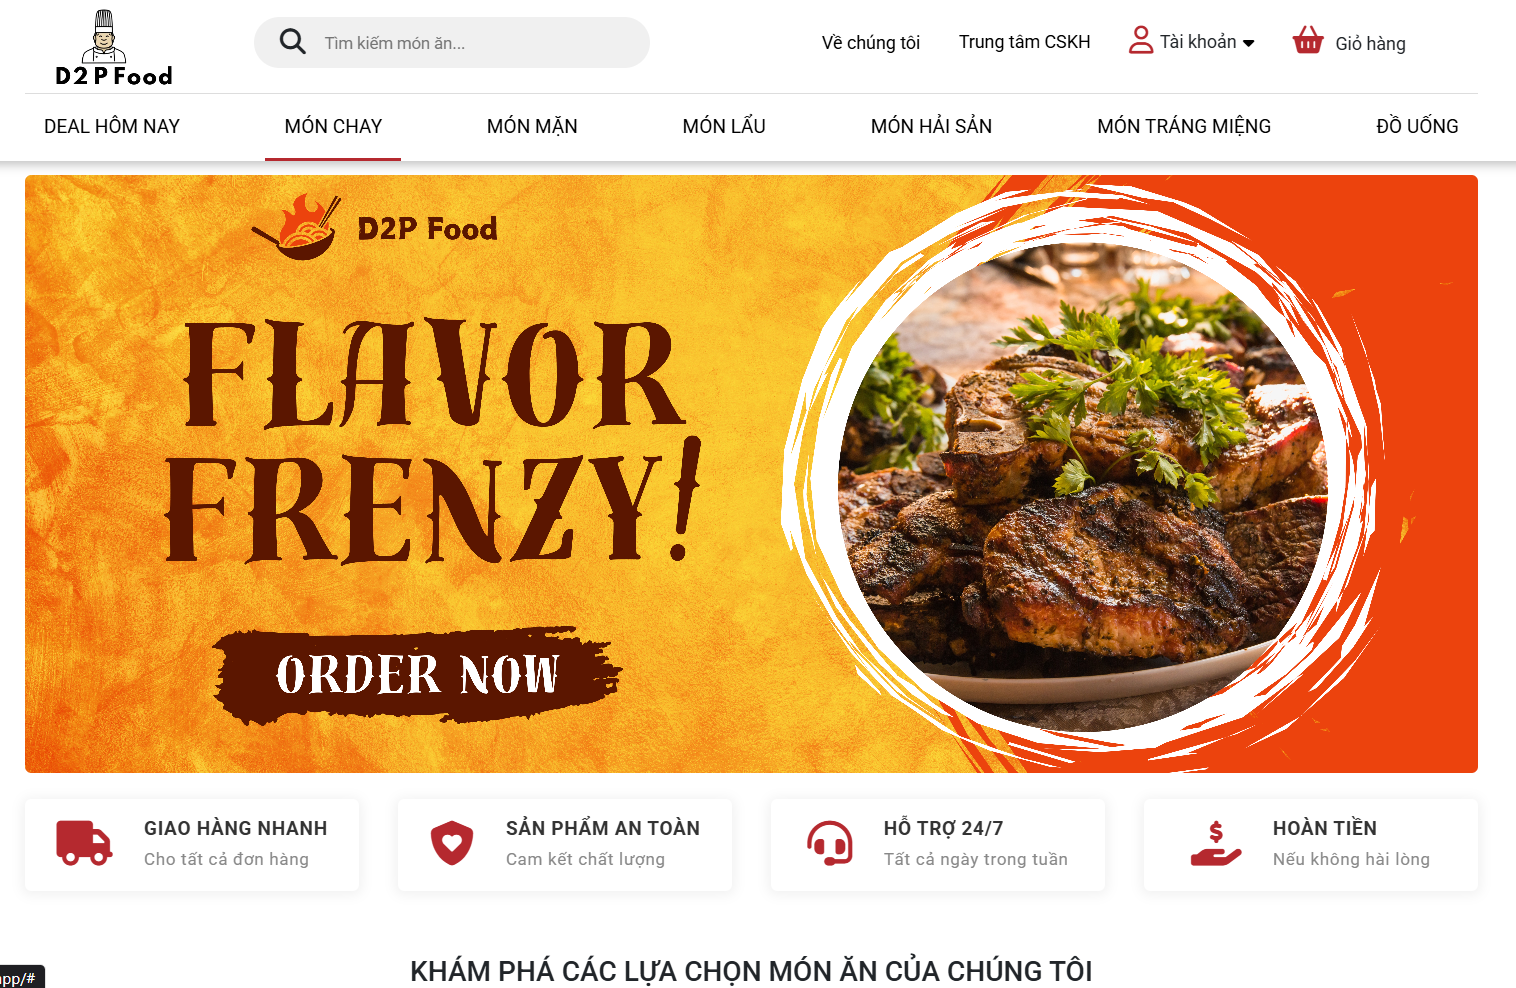 D2P Food
Tìm kiếm món ăn...
Về chúng tôi
Trung tâm CSKH
Tài khoản
Giỏ hàng
DEAL HÔM NAY
MÓN CHAY
MÓN MẶN
MÓN LẨU
MÓN HẢI SẢN
MÓN TRÁNG MIỆNG
ĐỒ UỐNG
D2P Food
FLAVOR
FRENZY!
ORDER NOW
GIAO HÀNG NHANH
Cho tất cả đơn hàng
SẢN PHẨM AN TOÀN
Cam kết chất lượng
HỖ TRỢ 24/7
Tất cả ngày trong tuần
HOÀN TIỀN
Nếu không hài lòng
KHÁM PHÁ CÁC LỰA CHỌN MÓN ĂN CỦA CHÚNG TÔI
app/#